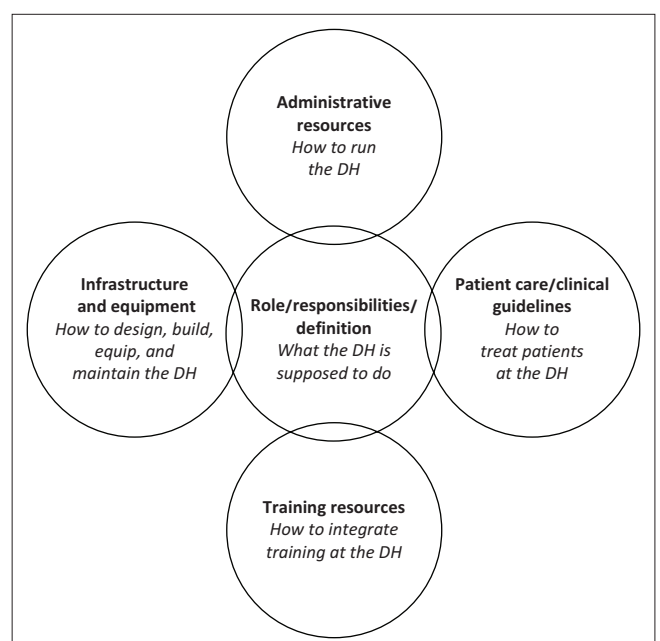 Administrative
resources
How to run
the DH
Infrastructure
and equipment
How to design, build,
equip, and
maintain the DH
Role/responsibilities/
definition
What the DH is
supposed to do
Patient care/clinical
guidelines
How to
treat patients
at the DH
Training resources
How to integrate
training at the DH